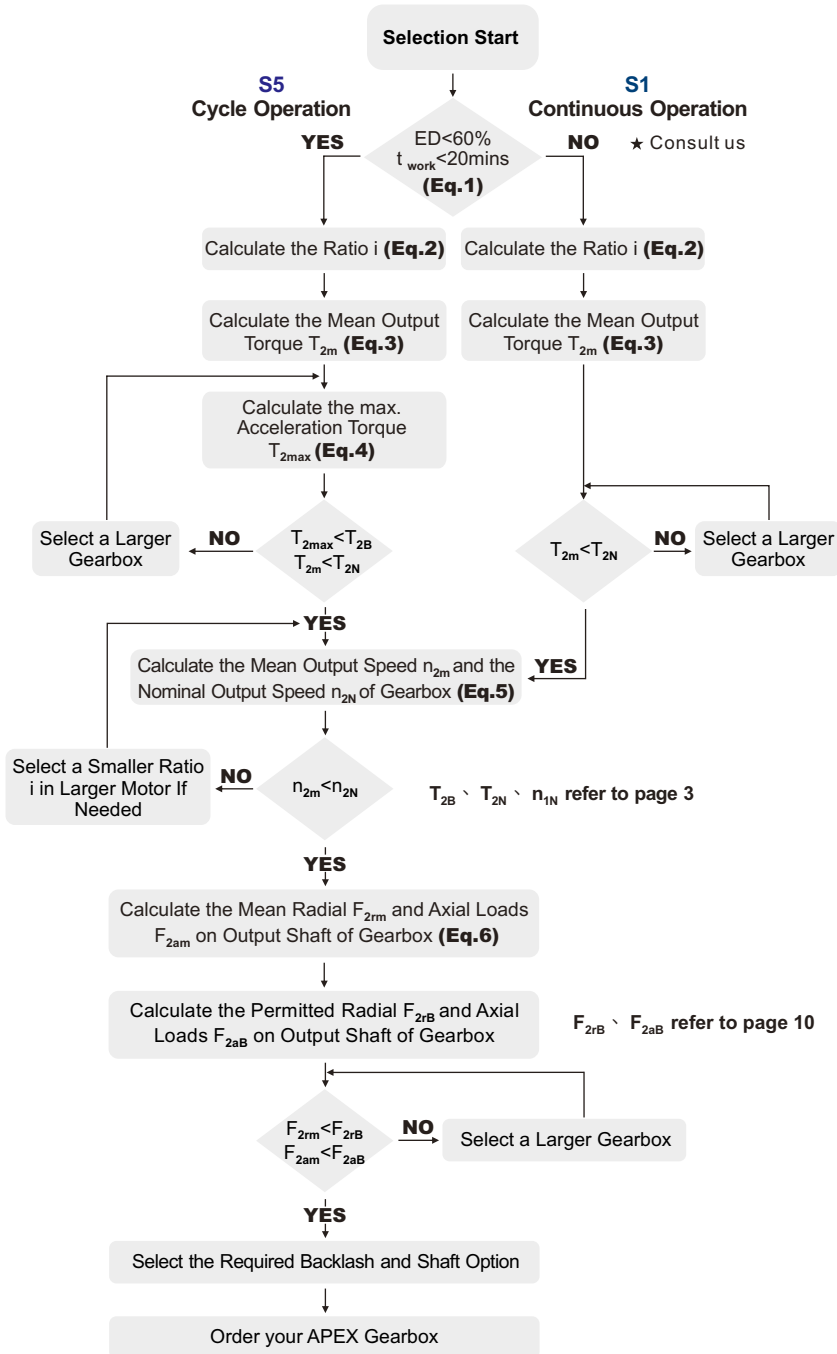 Selection Start
S5
Cycle Operation
S1
Continuous Operation
YES
ED<60%
t work<20mins
(Eq.1)
NO
★ Consult us
Calculate the Ratio i (Eq.2)
Calculate the Ratio i (Eq.2)
Calculate the Mean Output
Torque T2m (Eq.3)
Calculate the Mean Output
Torque T2m (Eq.3)
Calculate the max.
Acceleration Torque
T2max (Eq.4)
Select a Larger
Gearbox
NO
T2max<T2B
T2m<T2N
T2m<T2N
NO
Select a Larger
Gearbox
YES
Calculate the Mean Output Speed n2m and the
Nominal Output Speed n2N of Gearbox (Eq.5)
YES
Select a Smaller Ratio
i in Larger Motor If
Needed
NO
n2m<n2N
T2B、T2N、n1N refer to page 3
YES
Calculate the Mean Radial F2rm and Axial Loads
F2am on Output Shaft of Gearbox (Eq.6)
Calculate the Permitted Radial F2rB and Axial
Loads F2aB on Output Shaft of Gearbox
F2rB、F2aB refer to page 10
F2rm<F2rB
F2am<F2aB
NO
Select a Larger Gearbox
YES
Select the Required Backlash and Shaft Option
Order your APEX Gearbox